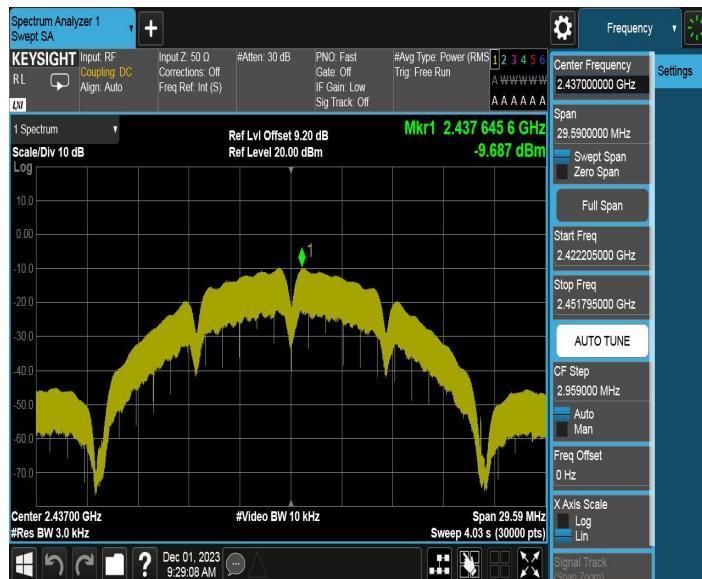 Spectrum Analyzer 1
Swept SA
+
Frequency
KEYSIGHT
RL
LXI
Input: RF
Coupling: DC
Align: Auto
Input Z: 50 Ω
Corrections: Off
Freq Ref: Int (S)
#Atten: 30 dB
PNO: Fast
Gate: Off
IF Gain: Low
Sig Track: Off
#Avg Type: Power (RMS
Trig: Free Run
1 2 3 4 5 6
A W W W W W
A A A A A A
1 Spectrum
Scale/Div 10 dB
Log
Ref Lvl Offset 9.20 dB
Ref Level 20.00 dBm
Mkr1 2.437 645 6 GHz
-9.687 dBm
10.0
0.00
-10.0
-20.0
-30.0
-40.0
-50.0
-60.0
-70.0
1
Center 2.43700 GHz
#Res BW 3.0 kHz
#Video BW 10 kHz
Span 29.59 MHz
Sweep 4.03 s (30000 pts)
Center Frequency
2.437000000 GHz
Settings
Span
29.5900000 MHz
Swept Span
Zero Span
Full Span
Start Freq
2.422205000 GHz
Stop Freq
2.451795000 GHz
AUTO TUNE
CF Step
2.959000 MHz
Auto
Man
Freq Offset
0 Hz
X Axis Scale
Log
Lin
Signal Track
(Span Zoom)
?
Dec 01, 2023
9:29:08 AM